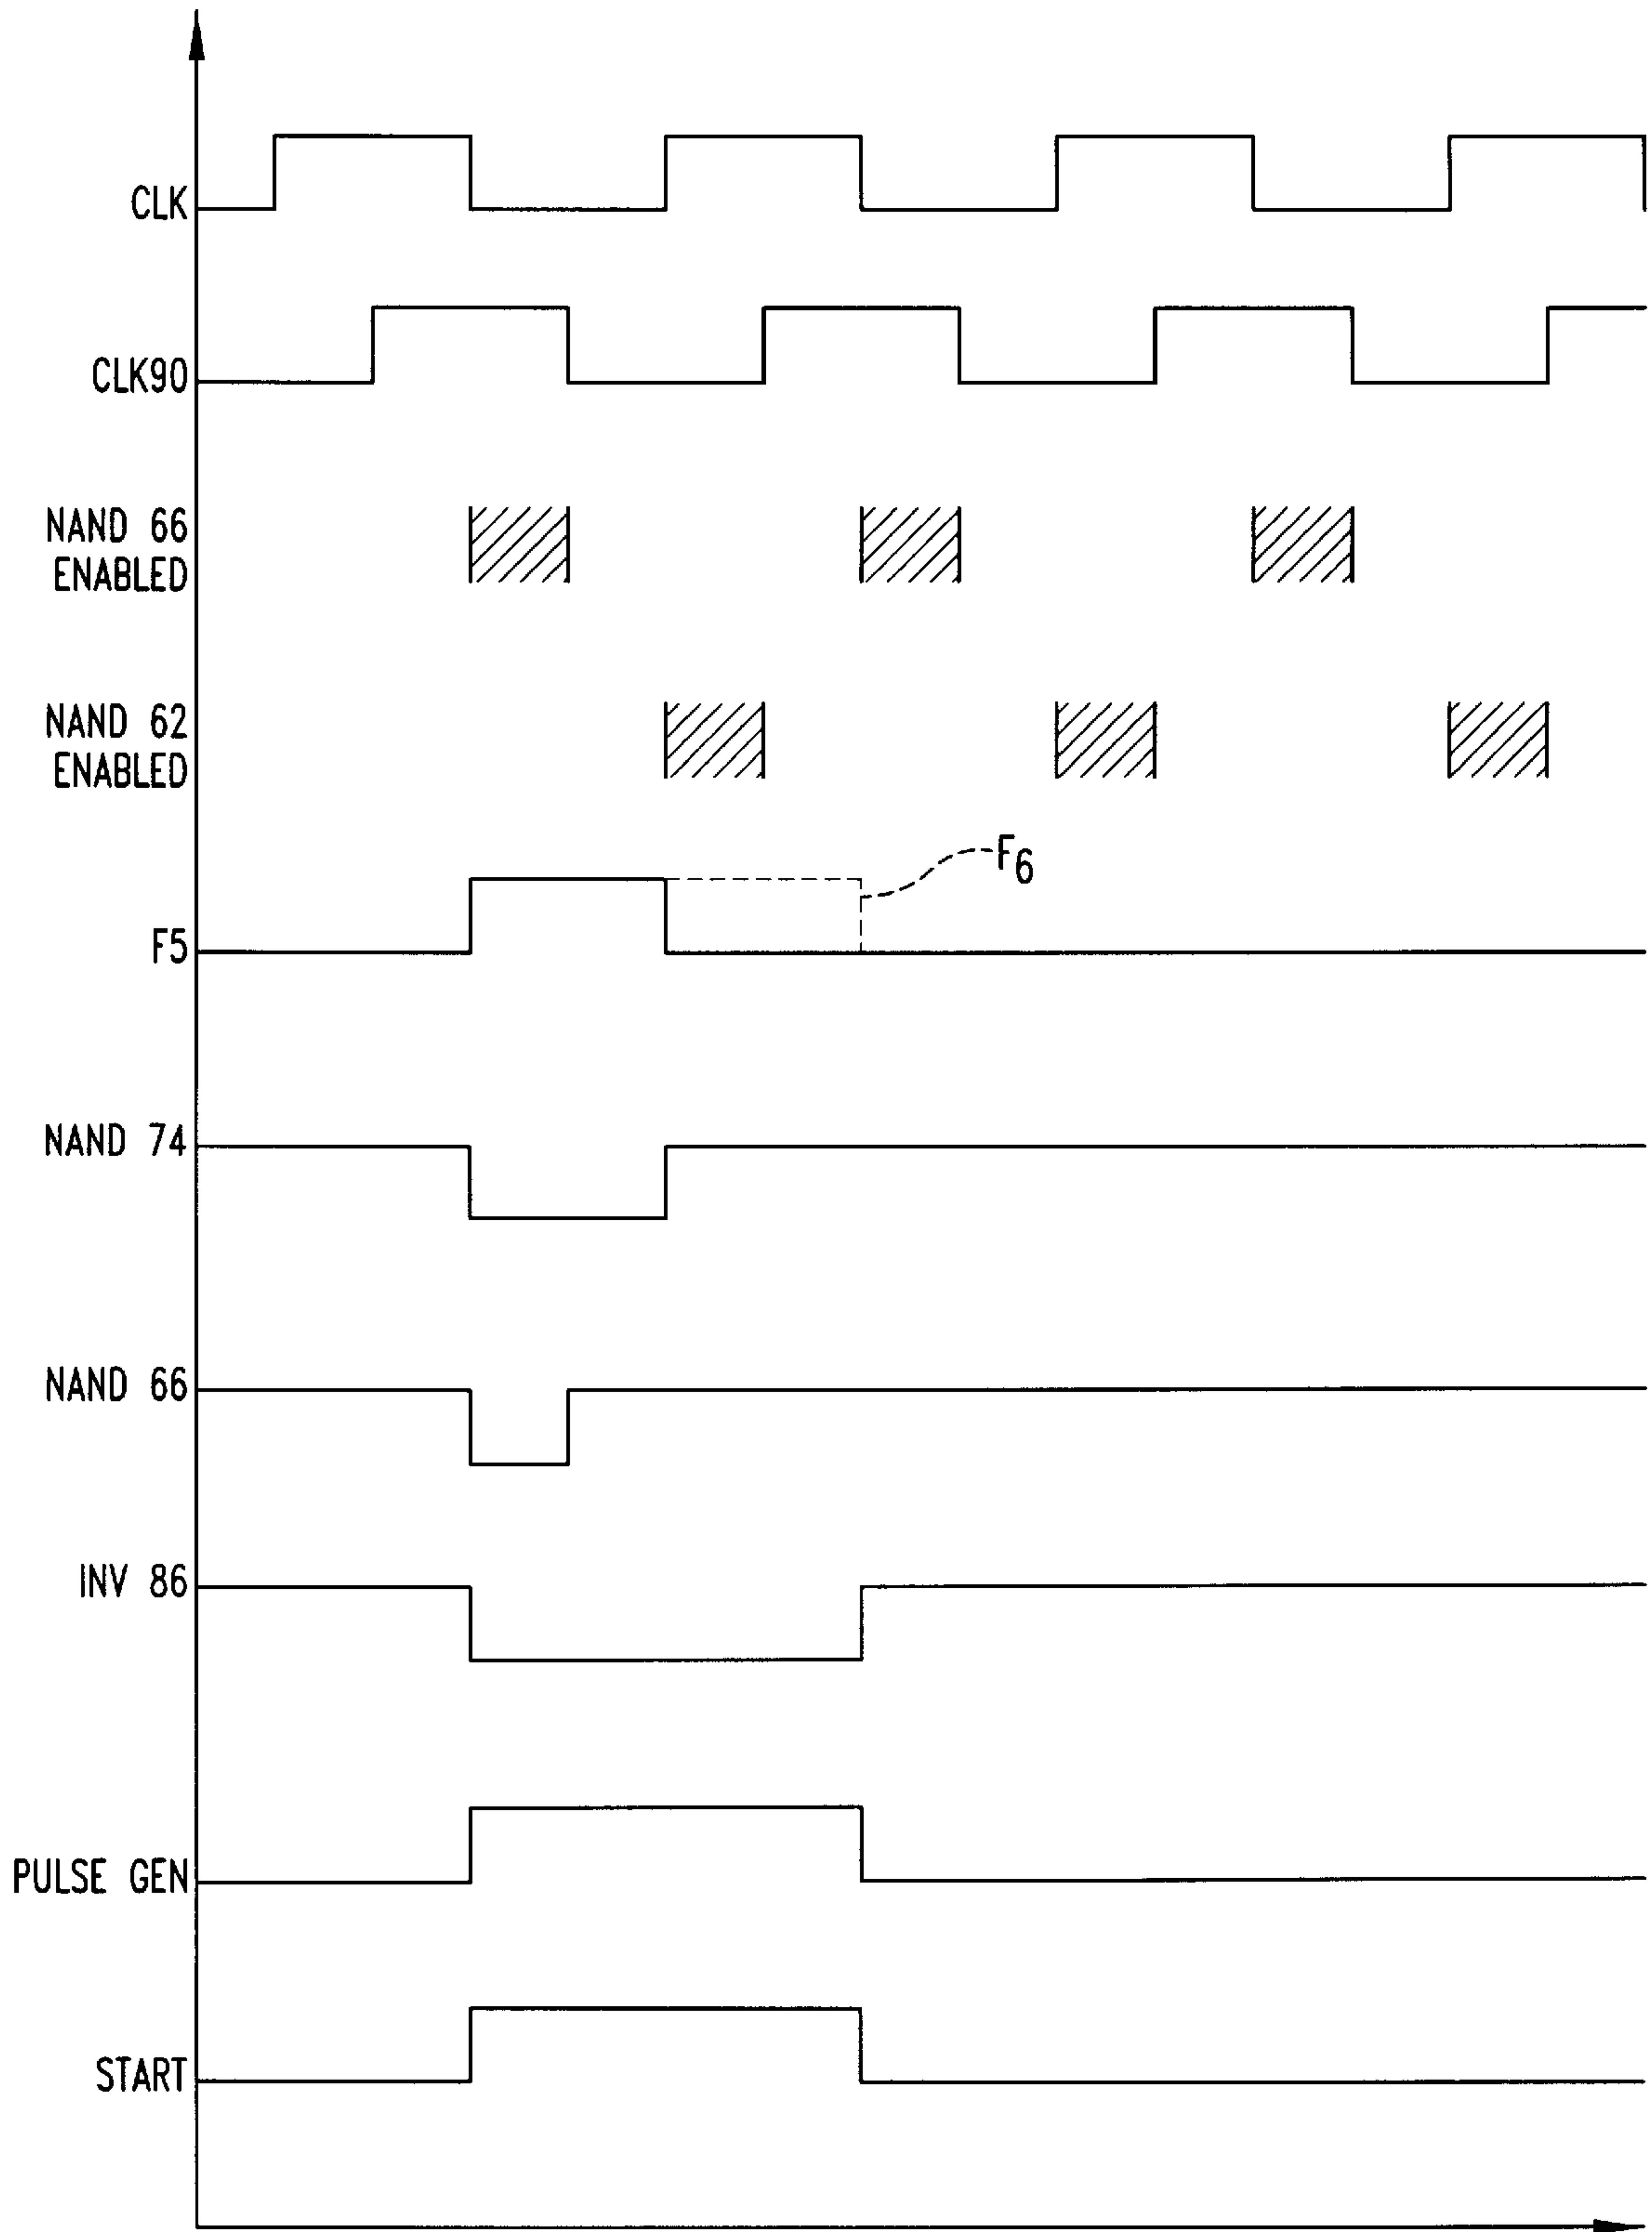 CLK
CLK90
NAND 66
ENABLED
NAND 62
ENABLED
F6
F5
NAND 74
NAND 66
INV 86
PULSE GEN
START